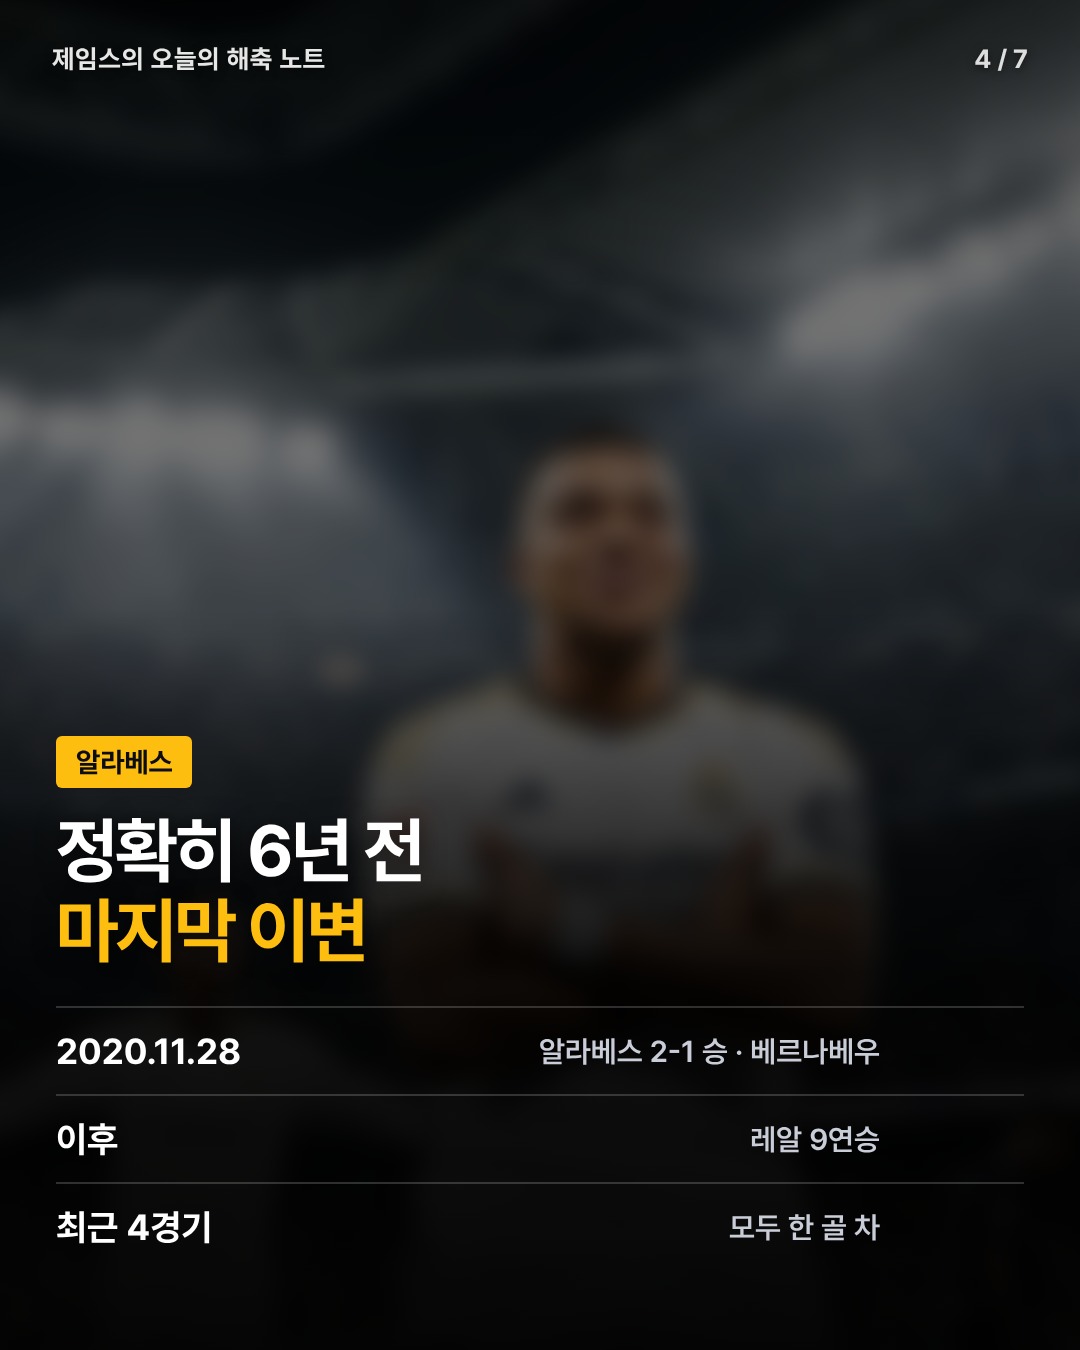 제임스의 오늘의 해축 노트
4 / 7
알라베스
정확히 6년 전
마지막 이변
2020.11.28 알라베스 2-1 승 · 베르나베우
이후 레알 9연승
최근 4경기 모두 한 골 차